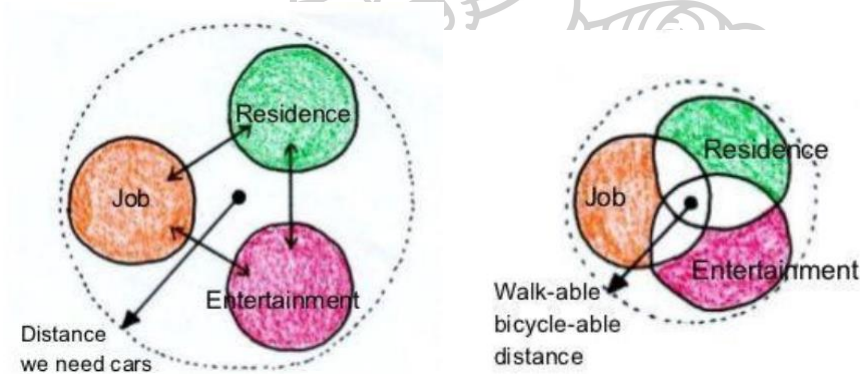 Residence
Job
Entertainment
Distance
we need cars
Residence
Job
Entertainment
Walk-able
bicycle-able
distance